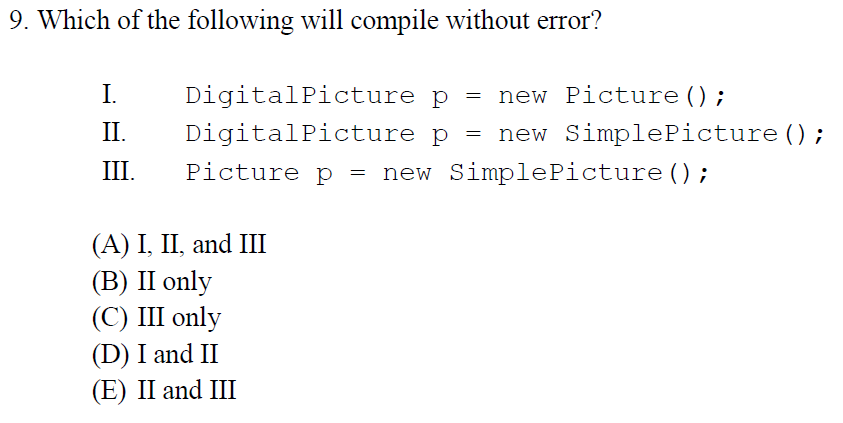 9. Which of the following will compile without error?
I. DigitalPicture p = new Picture();
II. DigitalPicture p = new SimplePicture();
III. Picture p = new SimplePicture();
(A) I, II, and III
(B) II only
(C) III only
(D) I and II
(E) II and III